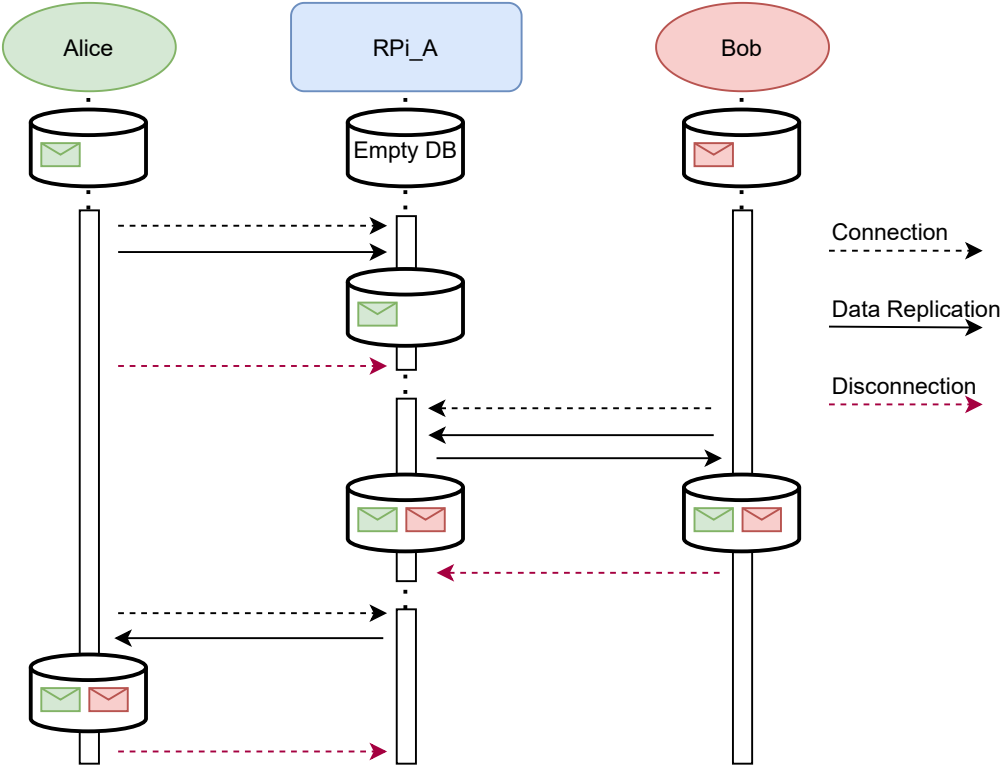 Alice
RPi_A
Bob
Empty DB
Connection
Data Replication
Disconnection